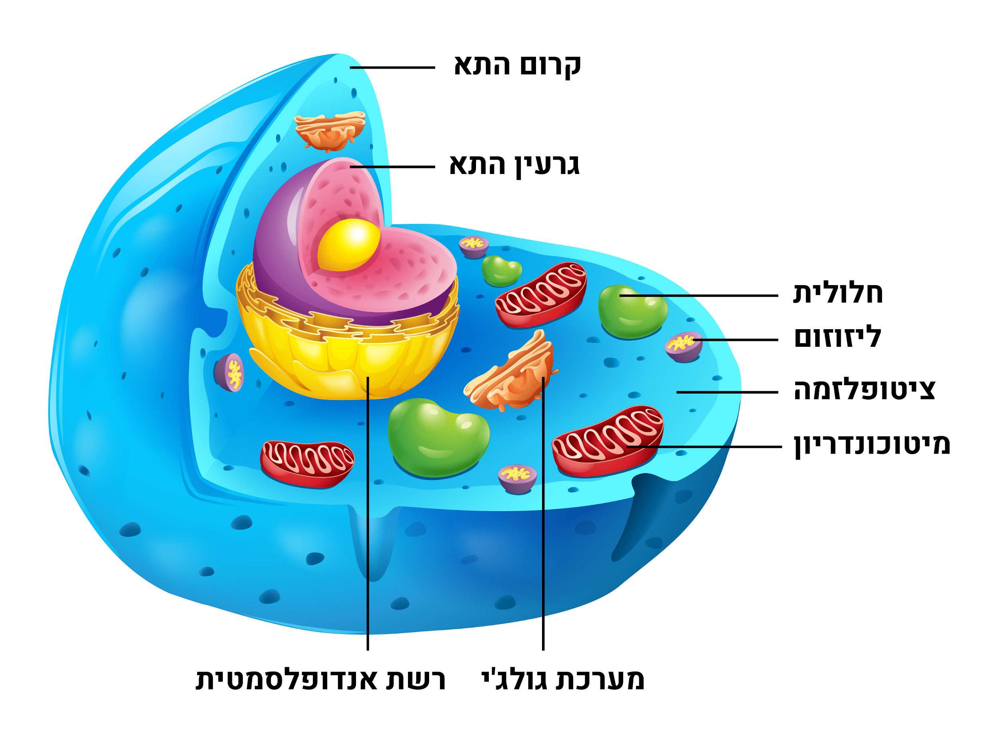 קרום התא
גרעין התא
חלולית
ליזוזום
ציטופלזמה
מיטוכונדריון
מערכת גולג'י
רשת אנדופלסמטית